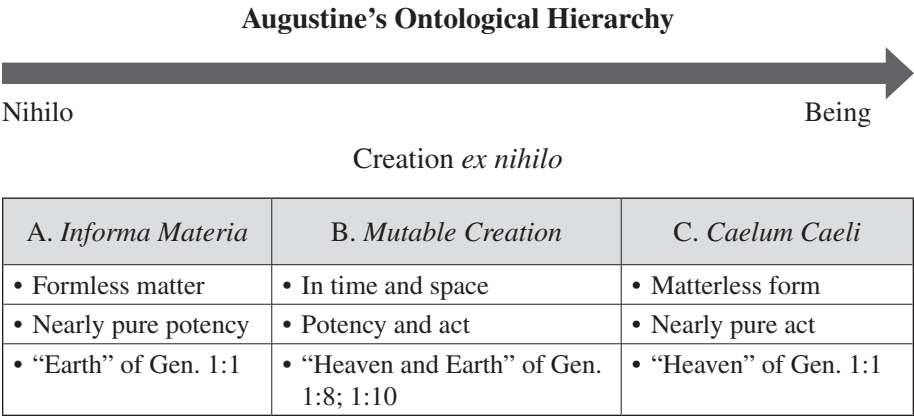 Augustine’s Ontological Hierarchy
Nihilo Being
Creation ex nihilo
A. Informa Materia B. Mutable Creation C. Caelum Caeli
• Formless matter • In time and space • Matterless form
• Nearly pure potency • Potency and act • Nearly pure act
• “Earth” of Gen. 1:1 • “Heaven and Earth” of Gen. • “Heaven” of Gen. 1:1
1:8; 1:10